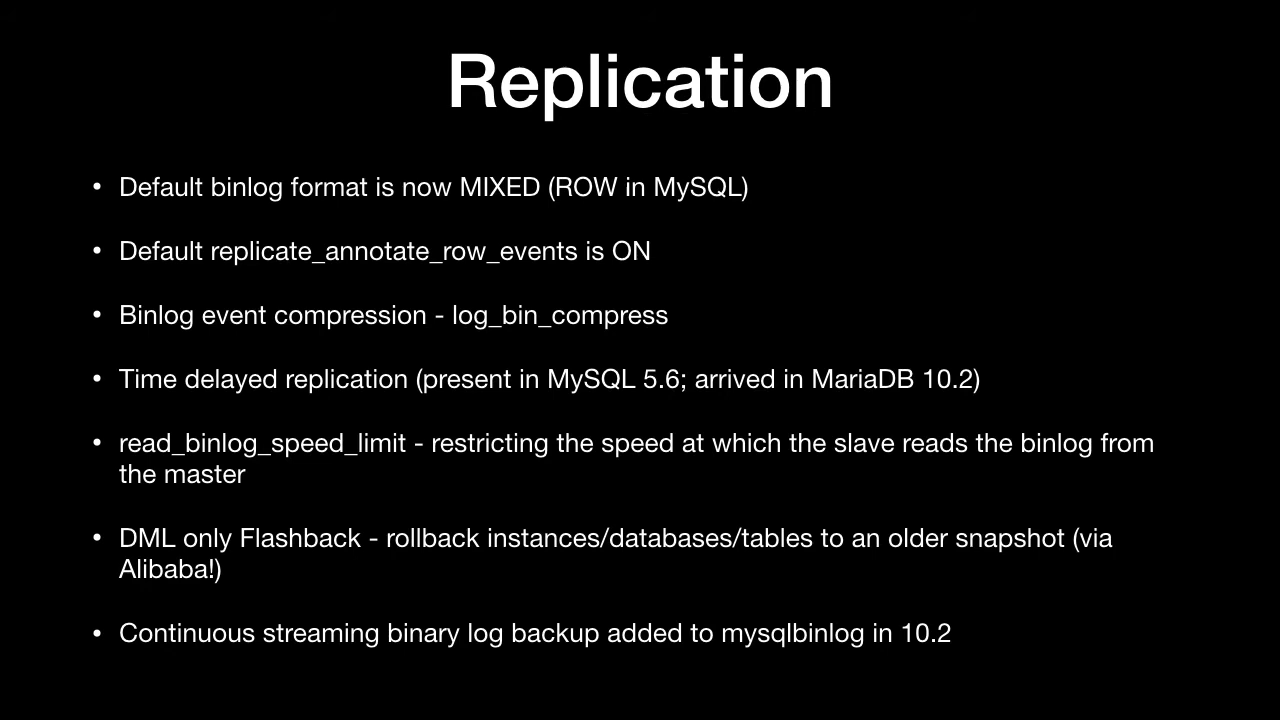 Replication
• Default binlog format is now MIXED (ROW in MySQL)
• Default replicate_annotate_row_events is ON
• Binlog event compression - log_bin_compress
• Time delayed replication (present in MySQL 5.6; arrived in MariaDB 10.2)
• read_binlog_speed_limit - restricting the speed at which the slave reads the binlog from
the master
• DML only Flashback - rollback instances/databases/tables to an older snapshot (via
Alibaba!)
• Continuous streaming binary log backup added to mysqlbinlog in 10.2